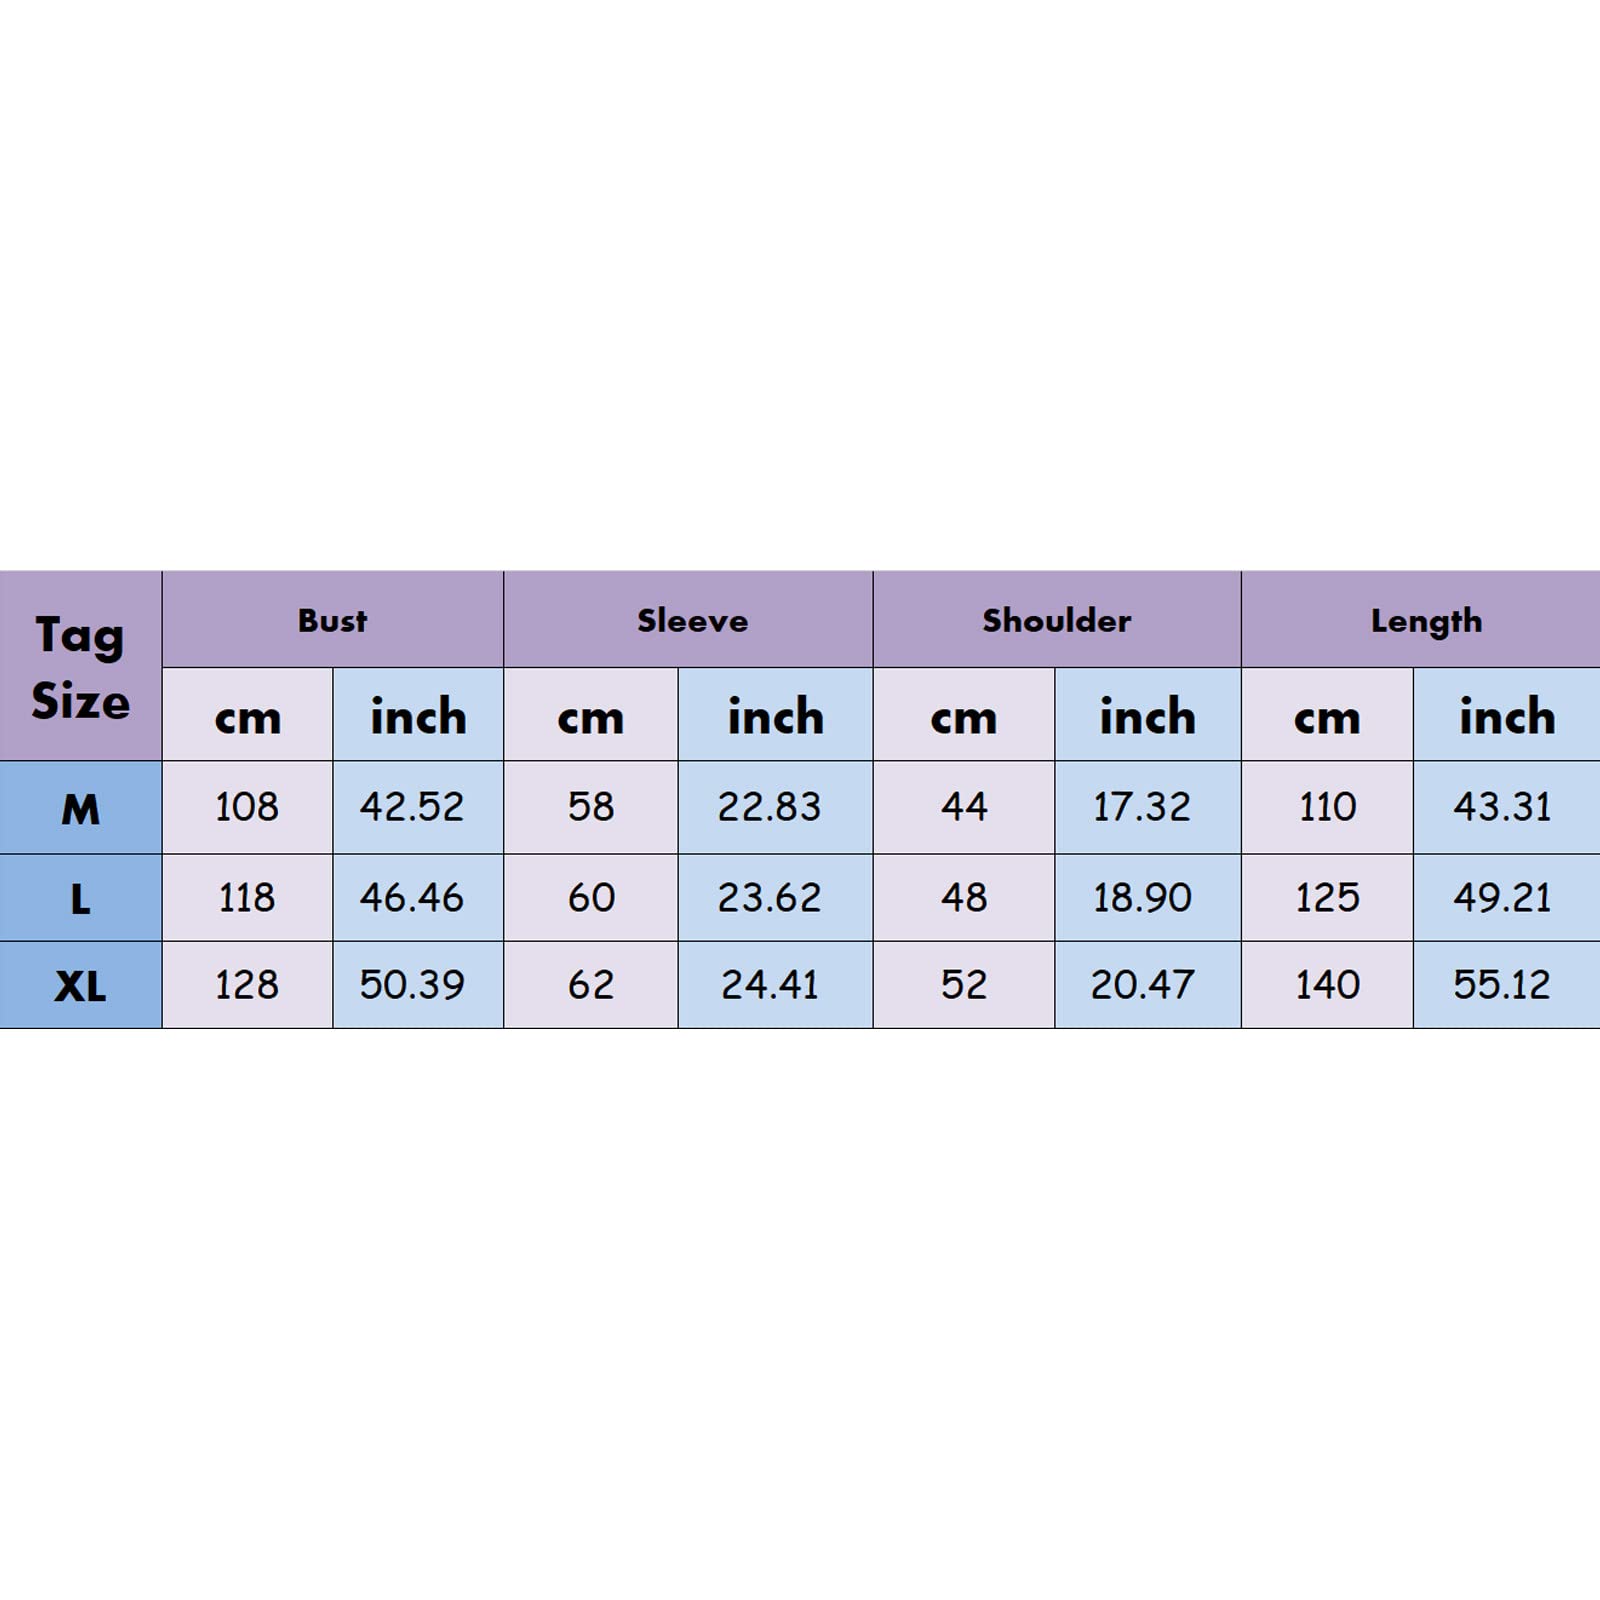 Tag Size Bust Sleeve Shoulder Length
cm inch cm inch cm inch cm inch
M 108 42.52 58 22.83 44 17.32 110 43.31
L 118 46.46 60 23.62 48 18.90 125 49.21
XL 128 50.39 62 24.41 52 20.47 140 55.12